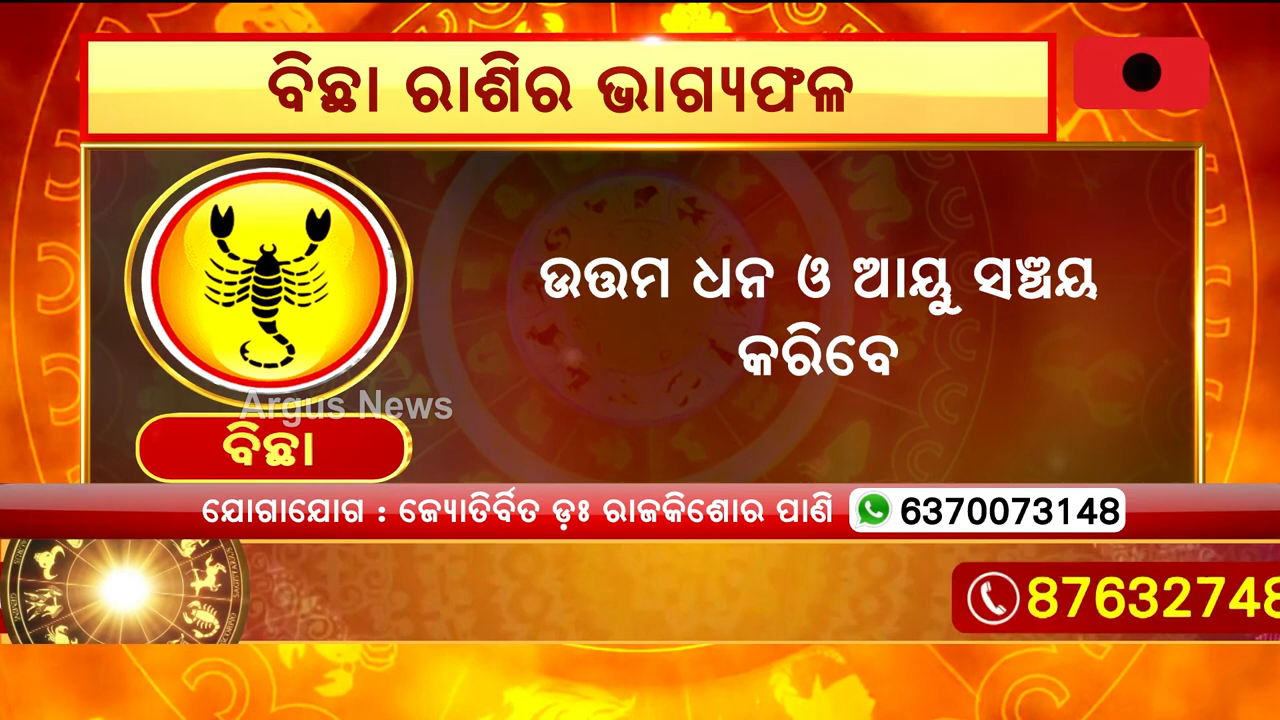 ବିଛା ରାଶିର ଭାଗ୍ୟଫଳ
ଉତ୍ତମ ଧନ ଓ ଆୟୁ ସଞ୍ଚୟ
କରିବେ
Argus News
ବିଛା
ଯୋଗାଯୋଗ : ଜ୍ୟୋତିର୍ବିତ ଡ଼ଃ ରାଜକିଶୋର ପାଣି 6370073148
87632748